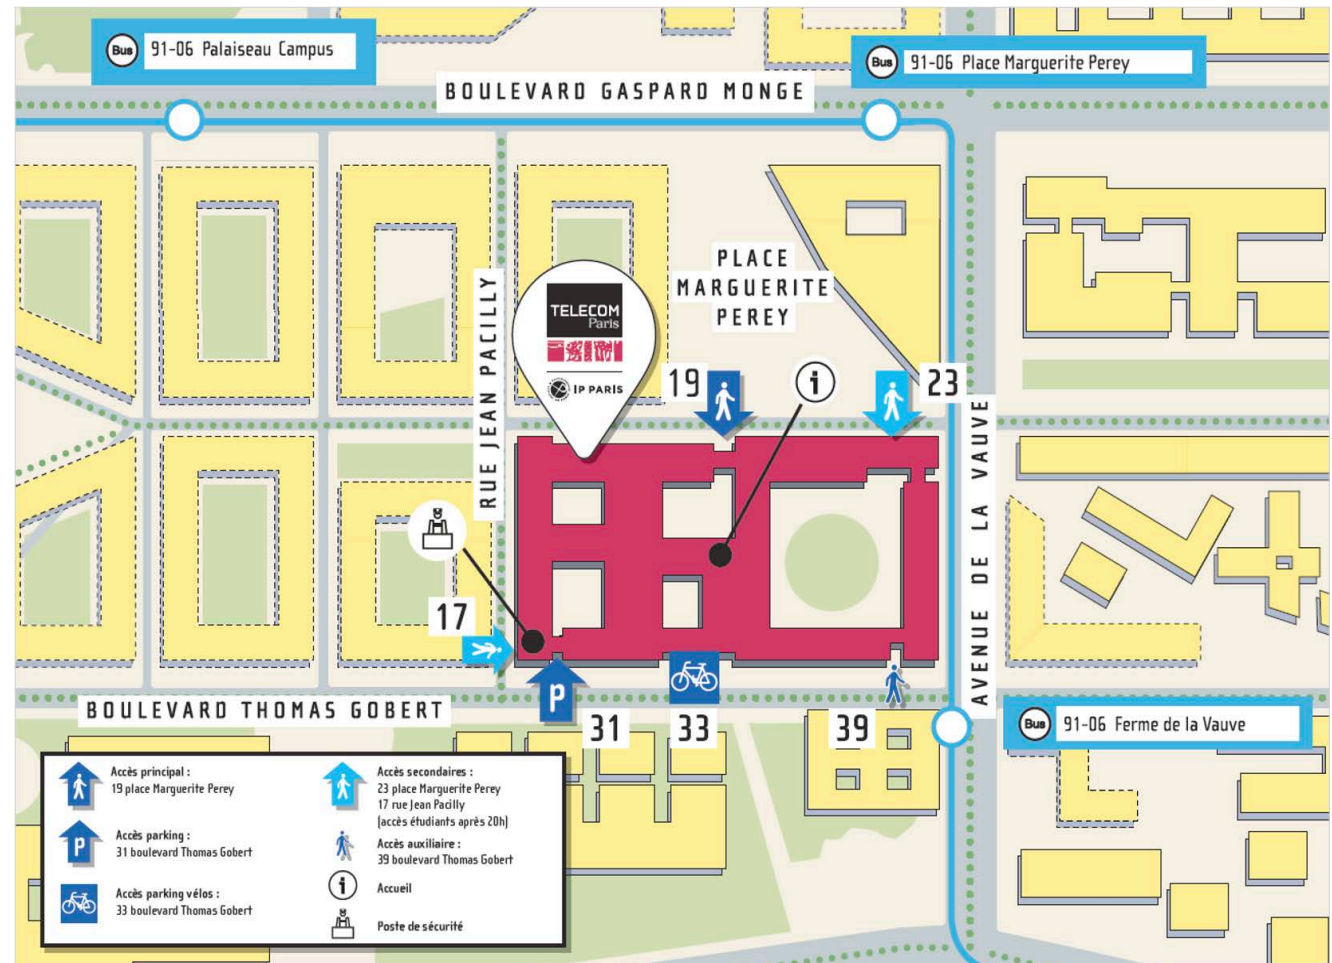 Bus 91-06 Palaiseau Campus
Bus 91-06 Place Marguerite Perey
BOULEVARD GASPARD MONGE
PLACE
MARGUERITE
PEREY
RUE JEAN PACILLY
TELECOM
Paris
IP PARIS
19
i
23
AVENUE DE LA VAUVE
17
P
31
33
39
BOULEVARD THOMAS GOBERT
Bus 91-06 Ferme de la Vauve
Accès principal :
19 place Marguerite Perey
P
Accès parking :
31 boulevard Thomas Gobert
Accès parking vélos :
33 boulevard Thomas Gobert
Accès secondaires :
23 place Marguerite Perey
17 rue Jean Pacilly
(accès étudiants après 20h)
Accès auxiliaire :
39 boulevard Thomas Gobert
i
Accueil
Poste de sécurité